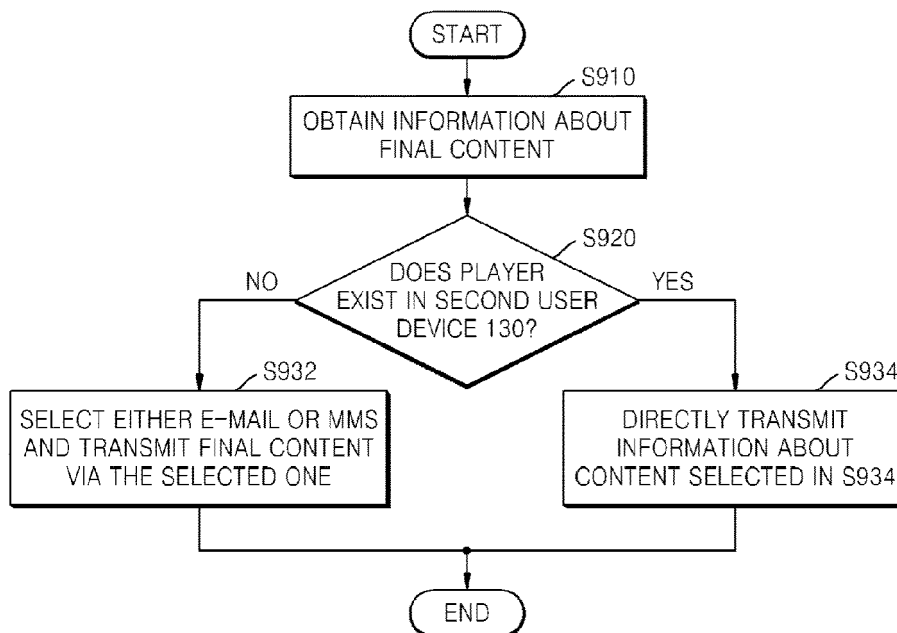 START
S910
OBTAIN INFORMATION ABOUT
FINAL CONTENT
S920
DOES PLAYER
EXIST IN SECOND USER
DEVICE 130?
NO
YES
S932
SELECT EITHER E-MAIL OR MMS
AND TRANSMIT FINAL CONTENT
VIA THE SELECTED ONE
S934
DIRECTLY TRANSMIT
INFORMATION ABOUT
CONTENT SELECTED IN S934
END